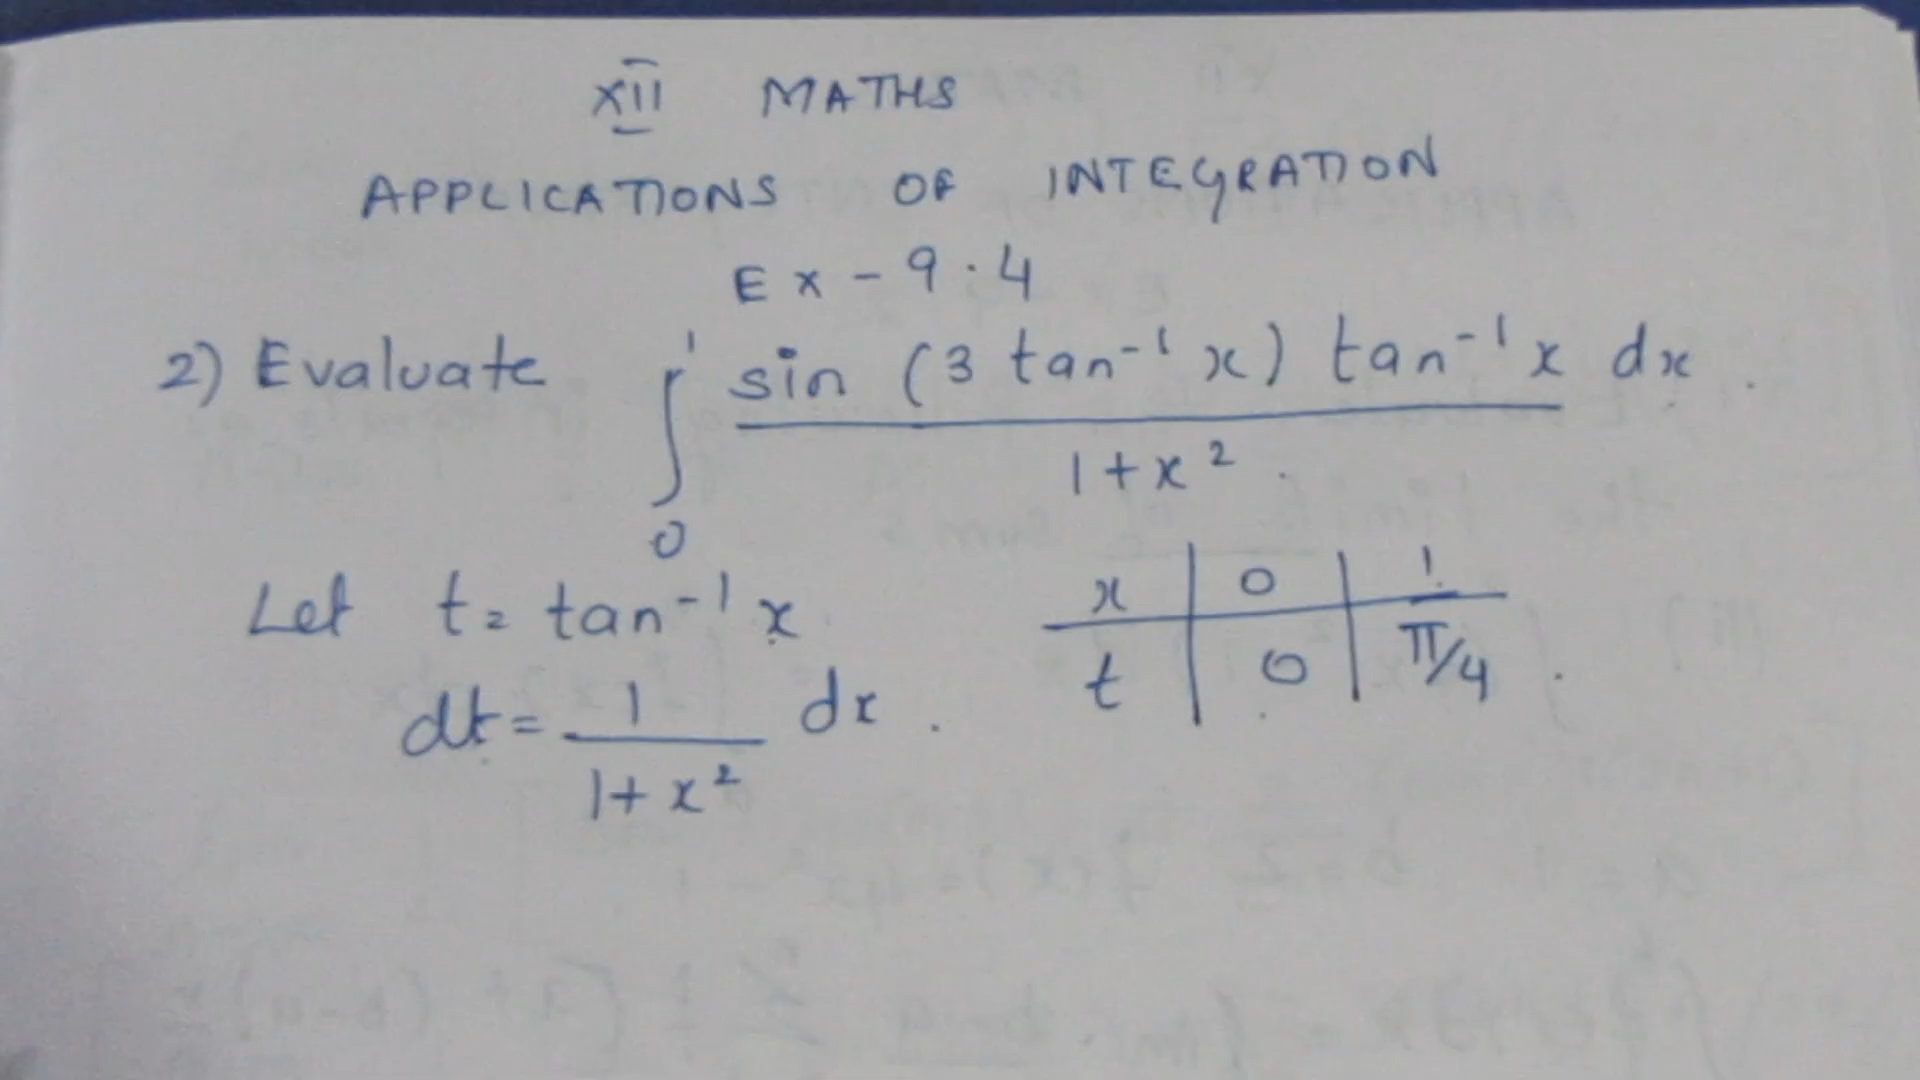 XII MATHS
APPLICATIONS OF INTEGRATION
Ex - 9.4
2) Evaluate ∫₀¹ sin (3 tan⁻¹ x) tan⁻¹ x dx / 1+x².
Let t = tan⁻¹ x
x | 0 | 1
t | 0 | π/4.
dt = 1 / 1+x² dx.